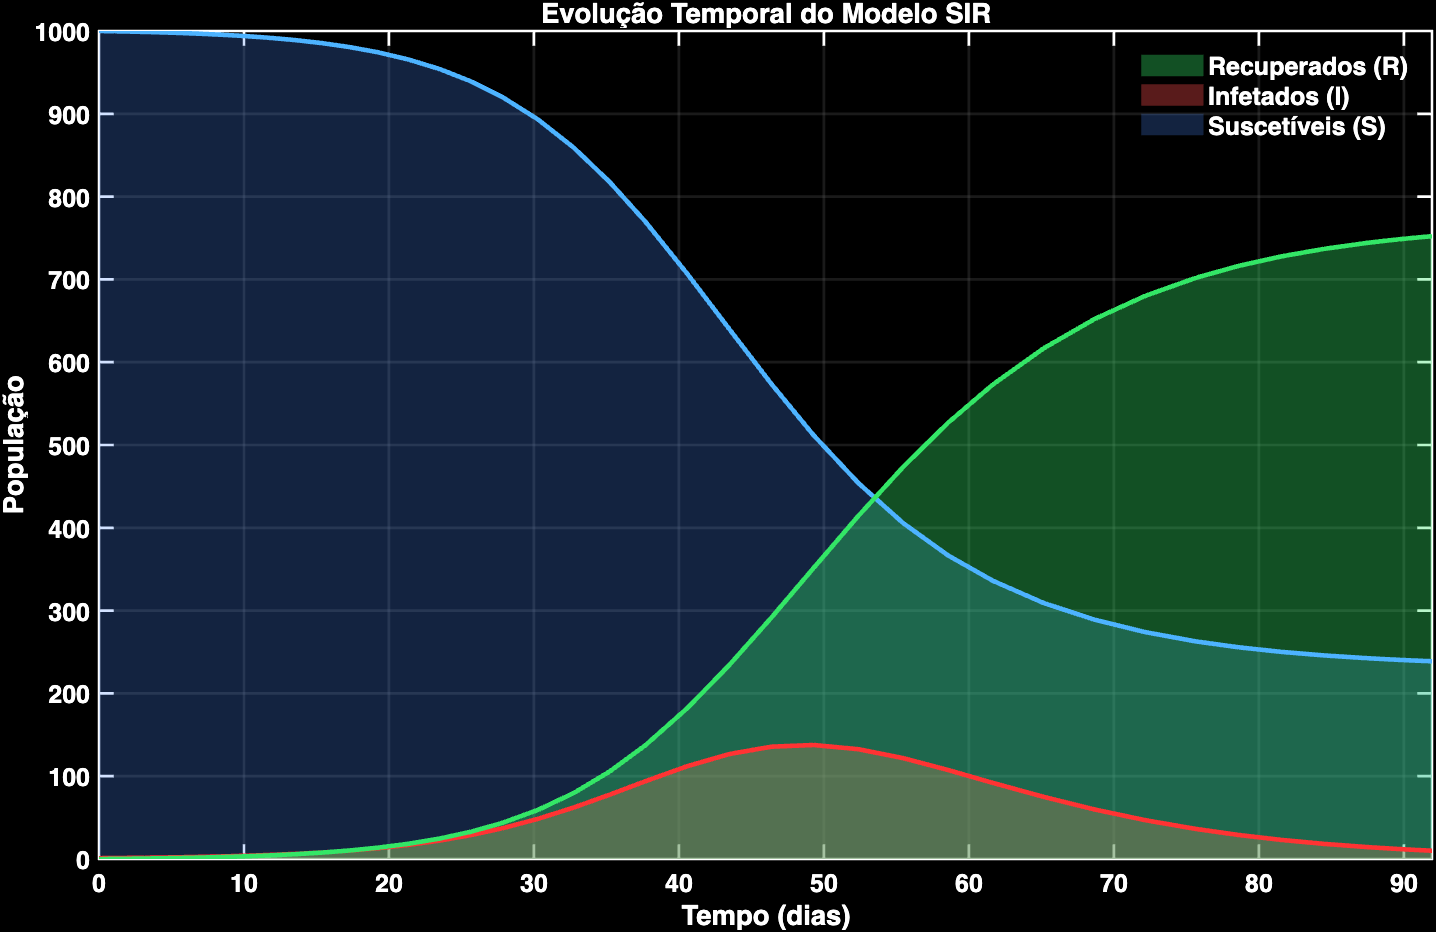 Evolução Temporal do Modelo SIR
Recuperados (R)
Infetados (I)
Suscetíveis (S)
População
1000
900
800
700
600
500
400
300
200
100
0
0 10 20 30 40 50 60 70 80 90
Tempo (dias)